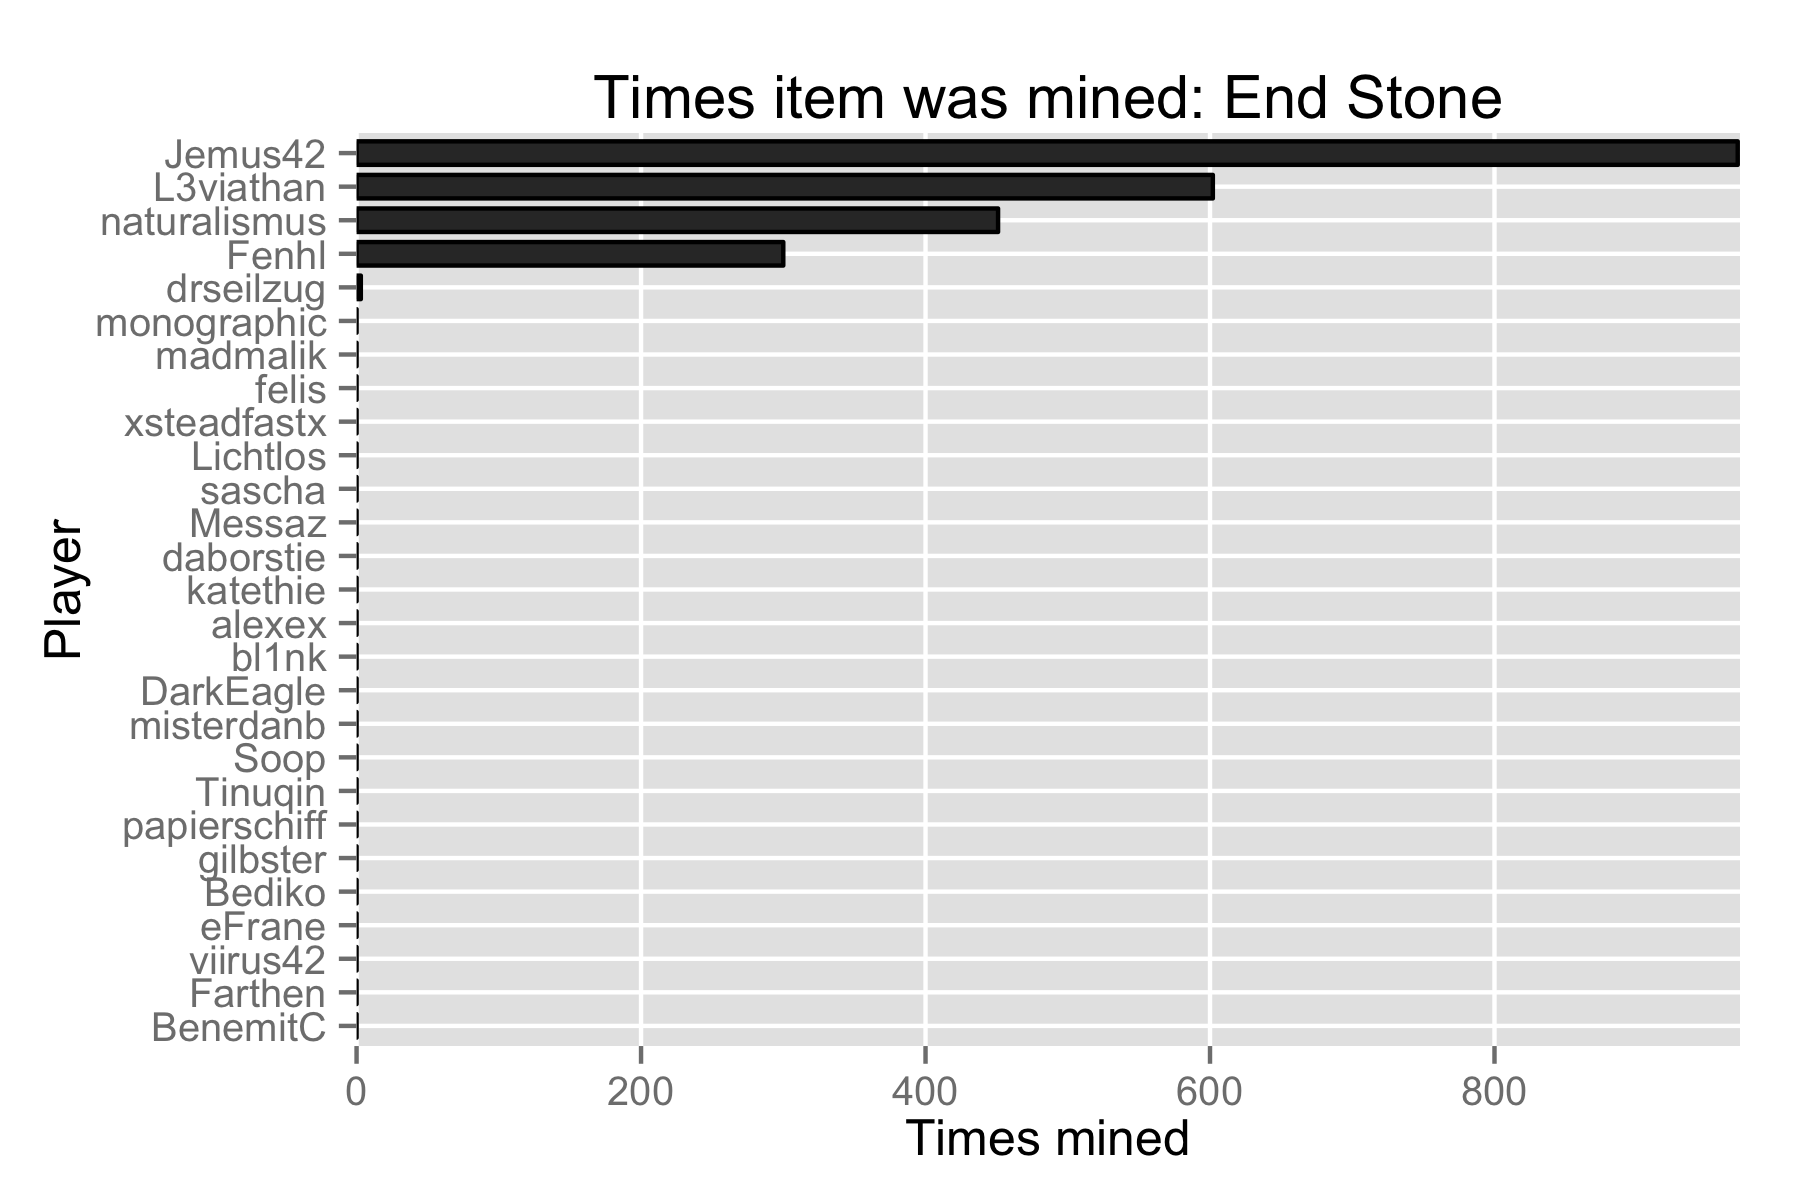 Times item was mined: End Stone
Jemus42
L3viathan
naturalismus
Fenhl
drseilzug
monographic
madmalik
felis
xsteadfastx
Lichtlos
sascha
Messaz
daborstie
katethie
alexex
bl1nk
DarkEagle
misterdanb
Soop
Tinuqin
papierschiff
gilbster
Bediko
eFrane
viirus42
Farthen
BenemitC
Player
0 200 400 600 800
Times mined